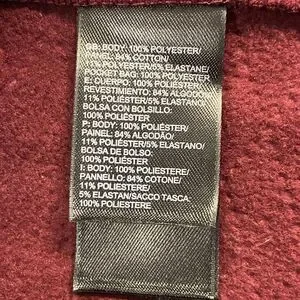 GB: BODY: 100% POLYESTER/
PANEL: 84% COTTON/
11% POLYESTER/5% ELASTANE/
POCKET BAG: 100% POLYESTER
E: CUERPO: 100% POLIÉSTER/
REVESTIMIENTO: 84% ALGODÓN/
11% POLIÉSTER/5% ELASTANO/
BOLSA CON BOLSILLO:
100% POLIÉSTER
P: BODY: 100% POLIÉSTER/
PAINEL: 84% ALGODÃO/
11% POLIÉSTER/5% ELASTANO/
BOLSA DE BOLSO:
100% POLIÉSTER
I: BODY: 100% POLIESTERE/
PANNELLO: 84% COTONE/
11% POLIESTERE/
5% ELASTAN/SACCO TASCA:
100% POLIESTERE